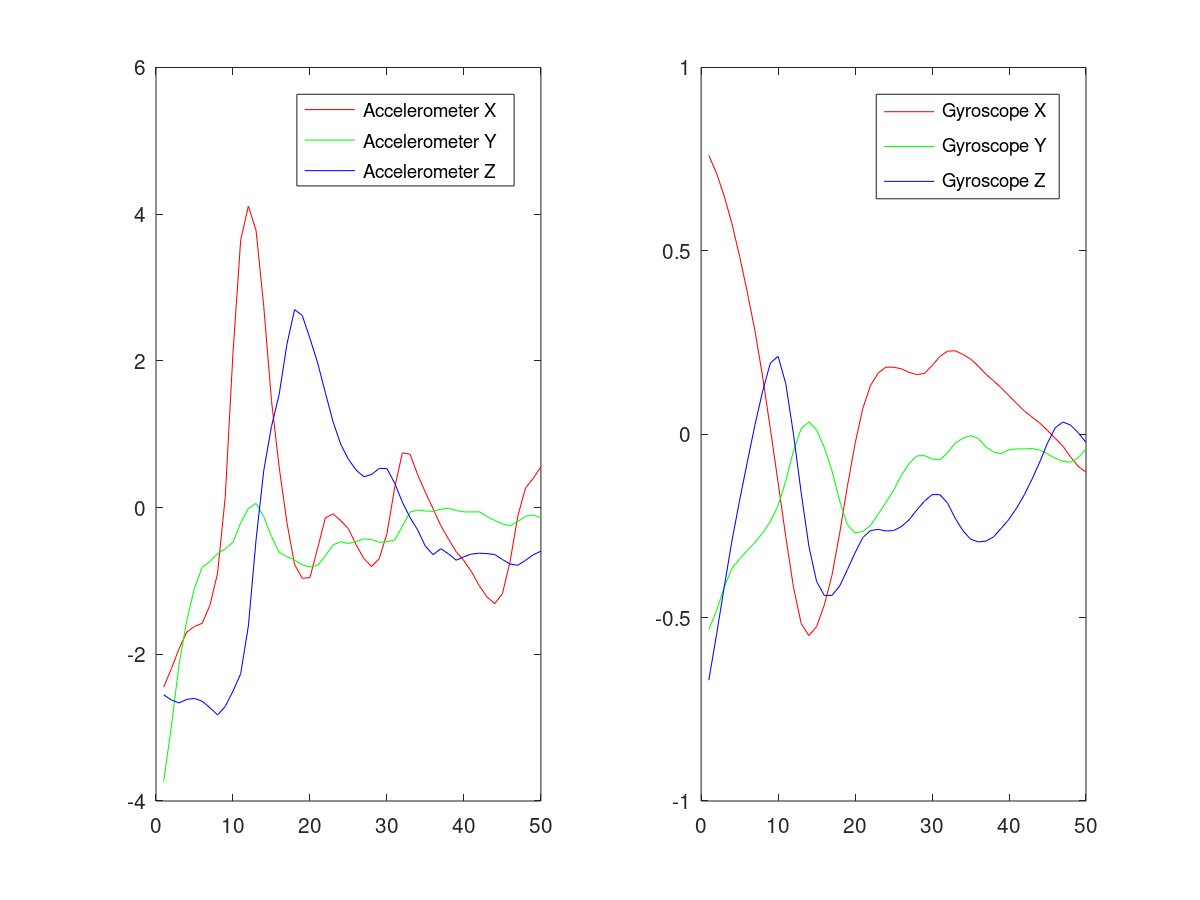 6
4
2
0
-2
-4
0 10 20 30 40 50
Accelerometer X
Accelerometer Y
Accelerometer Z
1
0.5
0
-0.5
-1
0 10 20 30 40 50
Gyroscope X
Gyroscope Y
Gyroscope Z